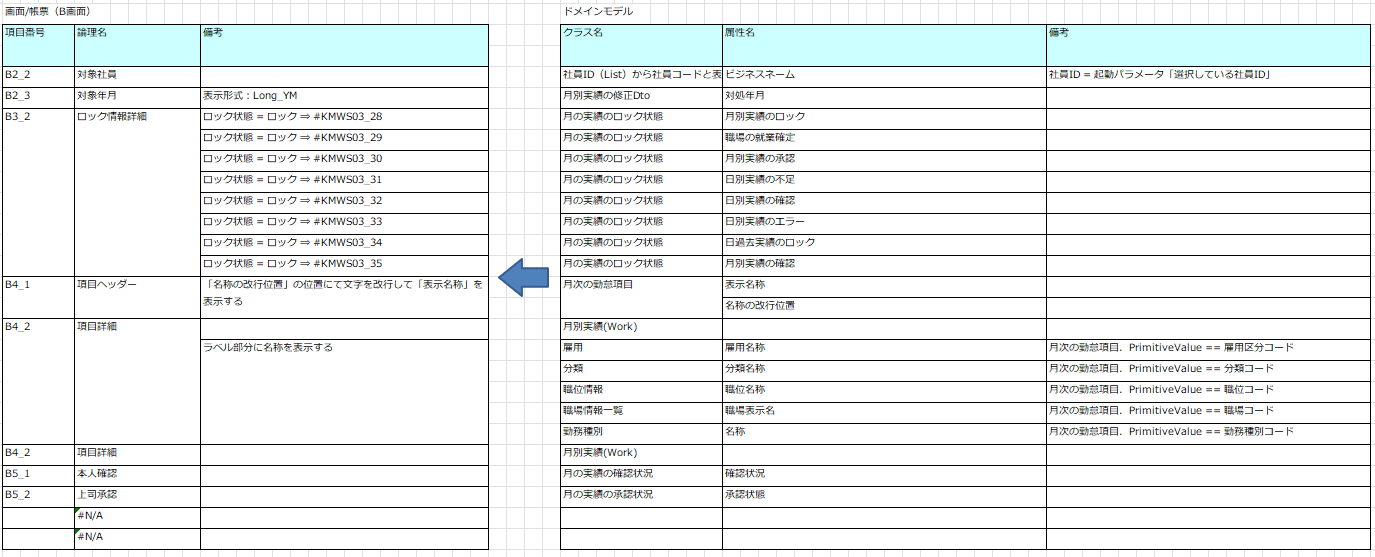 画面/帳票（B画面）
項目番号 論理名 備考
B2_2 対象社員
B2_3 対象年月 表示形式：Long_YM
B3_2 ロック情報詳細 ロック状態 = ロック ⇒ #KMWS03_28
ロック状態 = ロック ⇒ #KMWS03_29
ロック状態 = ロック ⇒ #KMWS03_30
ロック状態 = ロック ⇒ #KMWS03_31
ロック状態 = ロック ⇒ #KMWS03_32
ロック状態 = ロック ⇒ #KMWS03_33
ロック状態 = ロック ⇒ #KMWS03_34
ロック状態 = ロック ⇒ #KMWS03_35
B4_1 項目ヘッダー 「名称の改行位置」の位置にて文字を改行して「表示名称」を
表示する
B4_2 項目詳細
ラベル部分に名称を表示する
B4_2 項目詳細
B5_1 本人確認
B5_2 上司承認
#N/A
#N/A
ドメインモデル
クラス名 属性名 備考
社員ID（List）から社員コードと表 ビジネスネーム 社員ID = 起動パラメータ「選択している社員ID」
月別実績の修正Dto 対処年月
月の実績のロック状態 月別実績のロック
月の実績のロック状態 職場の就業確定
月の実績のロック状態 月別実績の承認
月の実績のロック状態 日別実績の不足
月の実績のロック状態 日別実績の確認
月の実績のロック状態 日別実績のエラー
月の実績のロック状態 日過去実績のロック
月の実績のロック状態 月別実績の確認
月次の勤怠項目 表示名称
名称の改行位置
月別実績(Work)
雇用 雇用名称 月次の勤怠項目．PrimitiveValue == 雇用区分コード
分類 分類名称 月次の勤怠項目．PrimitiveValue == 分類コード
職位情報 職位名称 月次の勤怠項目．PrimitiveValue == 職位コード
職場情報一覧 職場表示名 月次の勤怠項目．PrimitiveValue == 職場コード
勤務種別 名称 月次の勤怠項目．PrimitiveValue == 勤務種別コード
月別実績(Work)
月の実績の確認状況 確認状況
月の実績の承認状況 承認状態